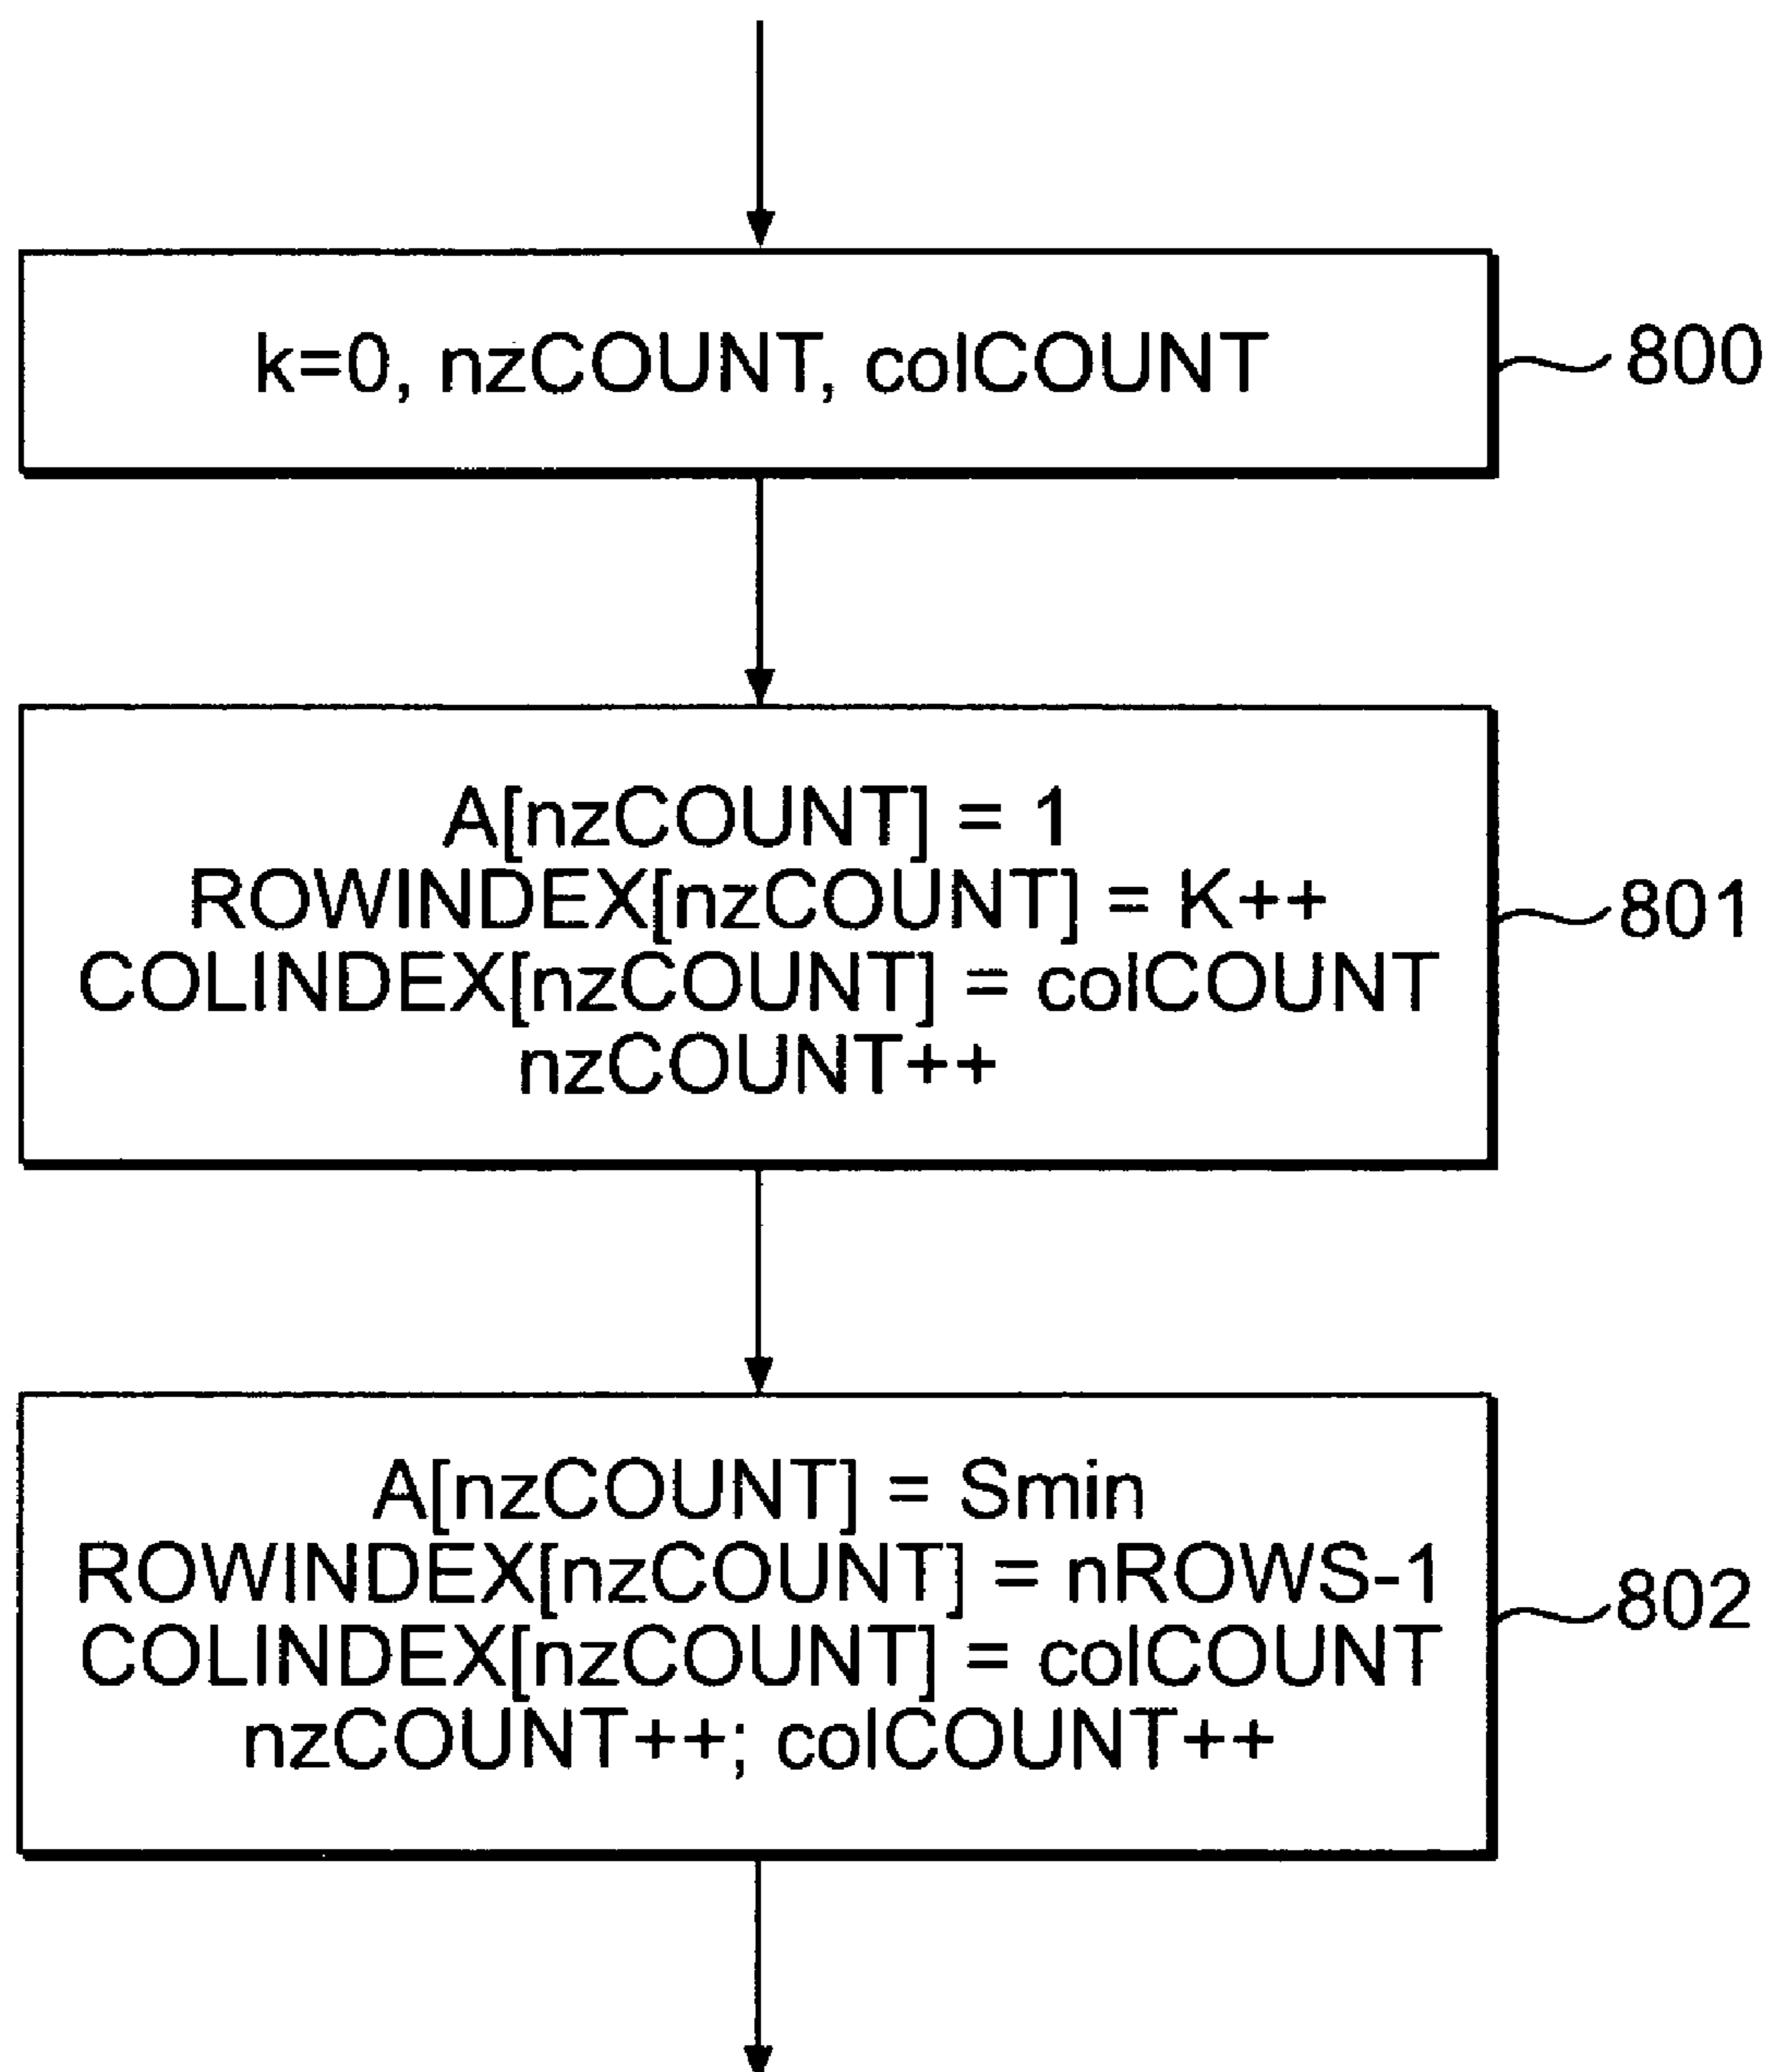 k=0, nzCOUNT, colCOUNT
800
A[nzCOUNT] = 1
ROWINDEX[nzCOUNT] = K++
COLINDEX[nzCOUNT] = colCOUNT
nzCOUNT++
801
A[nzCOUNT] = Smin
ROWINDEX[nzCOUNT] = nROWS-1
COLINDEX[nzCOUNT] = colCOUNT
nzCOUNT++; colCOUNT++
802